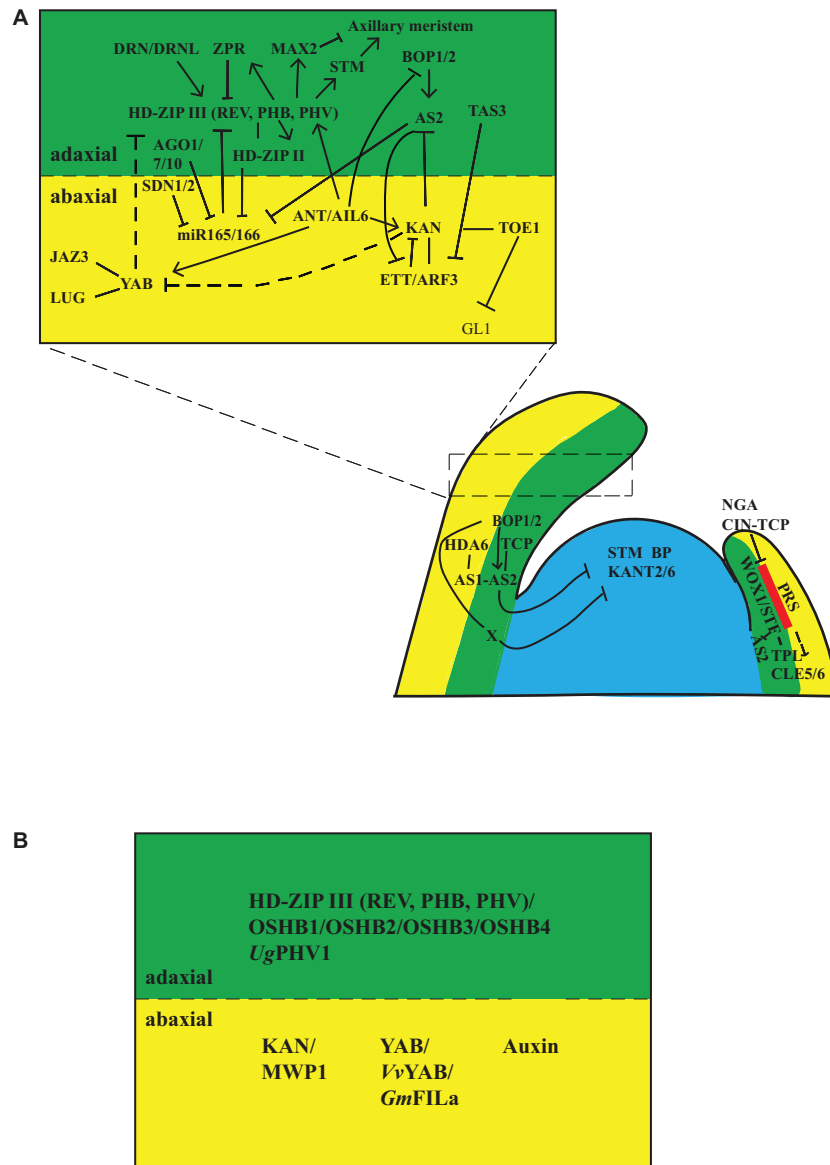 A
Axillary meristem
DRN/DRNL ZPR MAX2
BOP1/2
STM
HD-ZIP III (REV, PHB, PHV)
AS2
TAS3
AGO1/
7/10
HD-ZIP II
adaxial
abaxial
SDN1/2
miR165/166
ANT/AIL6
KAN
TOE1
JAZ3
YAB
LUG
ETT/ARF3
GL1
NGA
CIN-TCP
BOP1/2
HDA6
TCP
AS1-AS2
STM BP
KANT2/6
X
WOX1/STF
PRS
AS2
TPL
CLE5/6
B
HD-ZIP III (REV, PHB, PHV)/
OSHB1/OSHB2/OSHB3/OSHB4
UgPHV1
adaxial
abaxial
KAN/
MWP1
YAB/
VvYAB/
GmFILa
Auxin